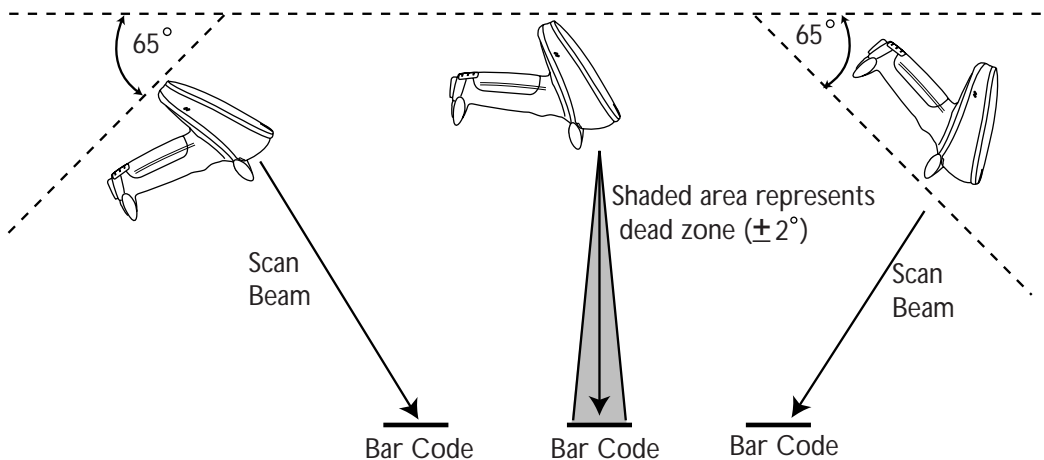 65°
65°
Shaded area represents
dead zone (± 2°)
Scan
Beam
Scan
Beam
Bar Code
Bar Code
Bar Code